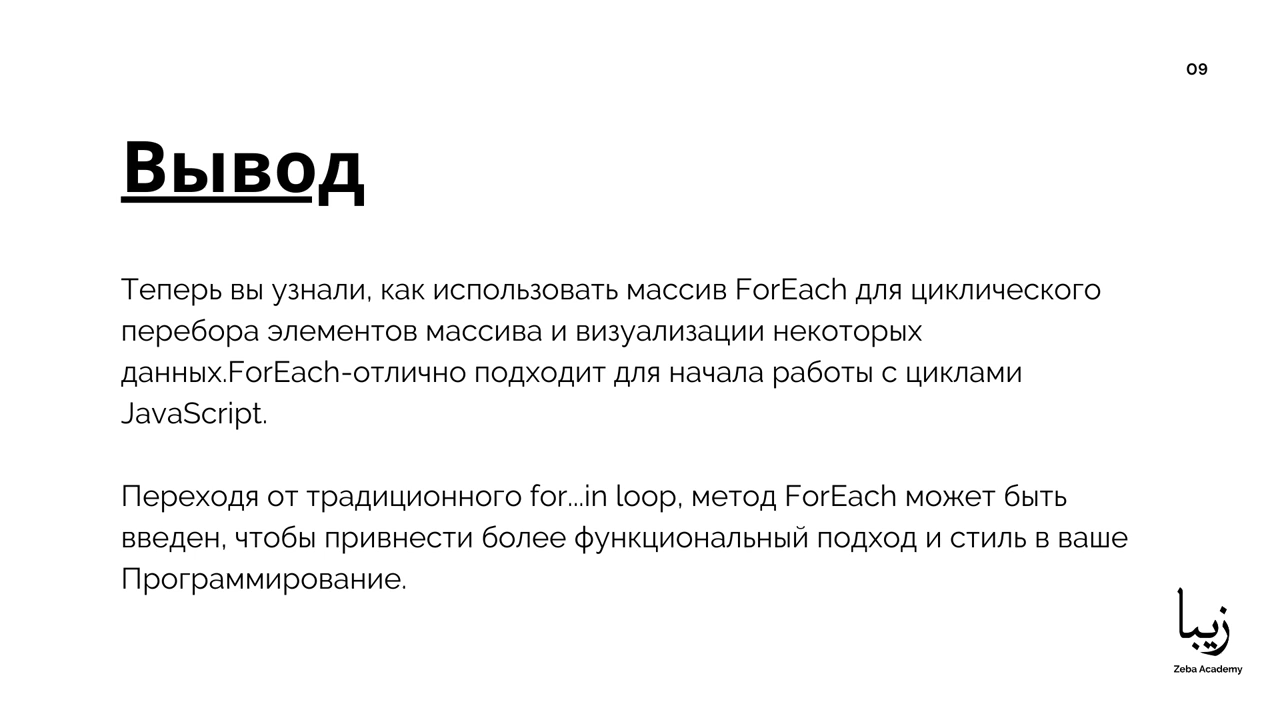 09
Вывод
Теперь вы узнали, как использовать массив ForEach для циклического
перебора элементов массива и визуализации некоторых
данных.ForEach-отлично подходит для начала работы с циклами
JavaScript.
Переходя от традиционного for...in loop, метод ForEach может быть
введен, чтобы привнести более функциональный подход и стиль в ваше
Программирование.
زيبا
Zeba Academy